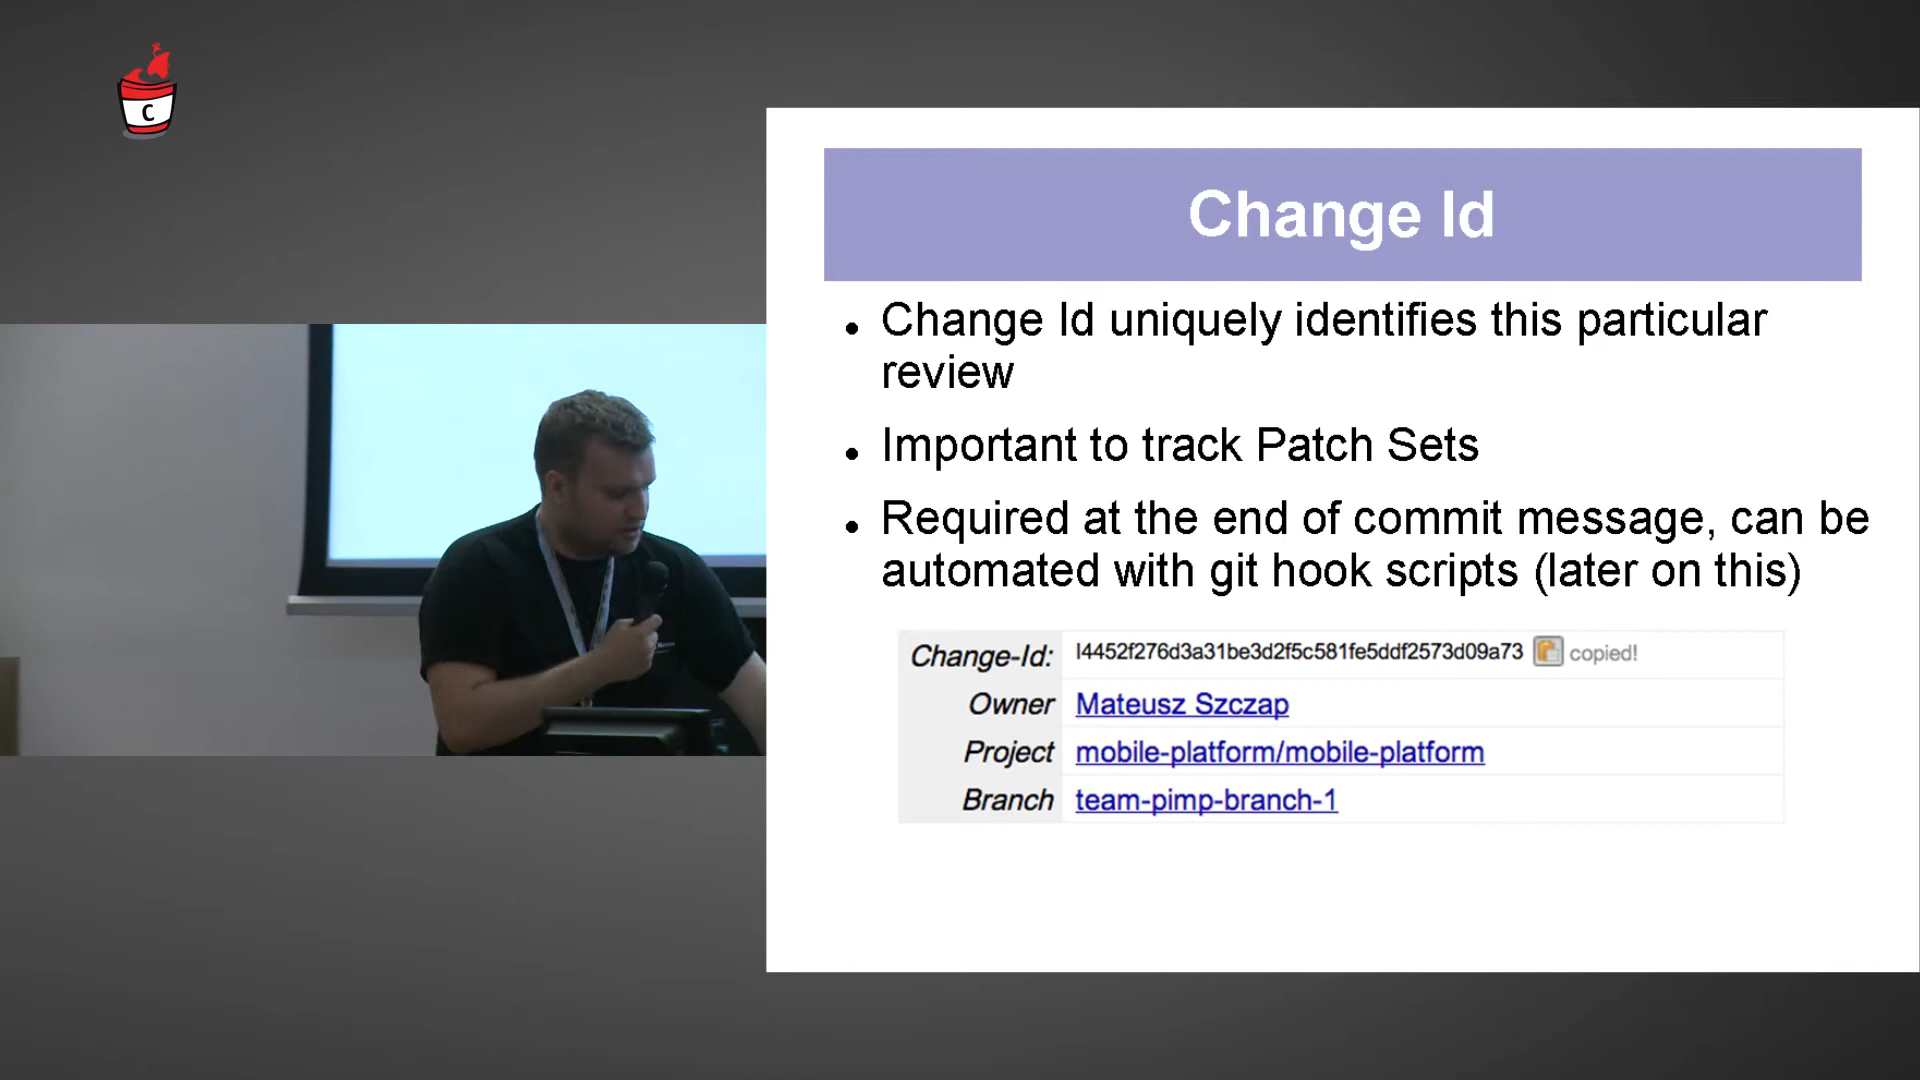 C
Change Id
• Change Id uniquely identifies this particular
review
• Important to track Patch Sets
• Required at the end of commit message, can be
automated with git hook scripts (later on this)
Change-Id: I4452f276d3a31be3d2f5c581fe5ddf2573d09a73 copied!
Owner Mateusz Szczap
Project mobile-platform/mobile-platform
Branch team-pimp-branch-1